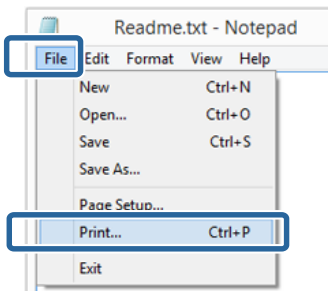 Readme.txt - Notepad
File Edit Format View Help
New Ctrl+N
Open... Ctrl+O
Save Ctrl+S
Save As...
Page Setup...
Print... Ctrl+P
Exit